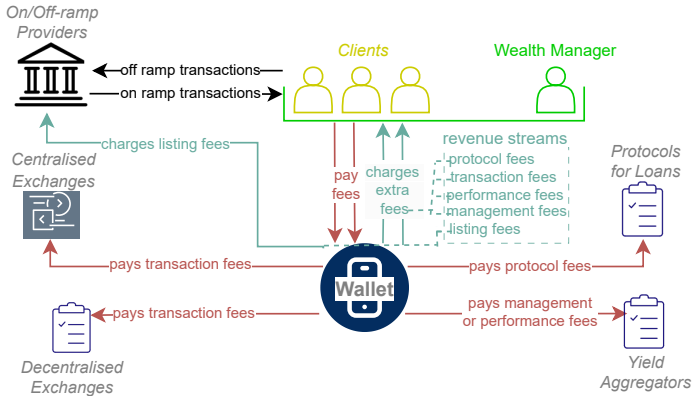 On/Off-ramp
Providers
Clients
Wealth Manager
off ramp transactions
on ramp transactions
charges listing fees
revenue streams
protocol fees
transaction fees
performance fees
management fees
listing fees
Centralised
Exchanges
pay
fees
charges
extra
fees
Protocols
for Loans
pays transaction fees
pays protocol fees
Wallet
pays transaction fees
pays management
or performance fees
Decentralised
Exchanges
Yield
Aggregators